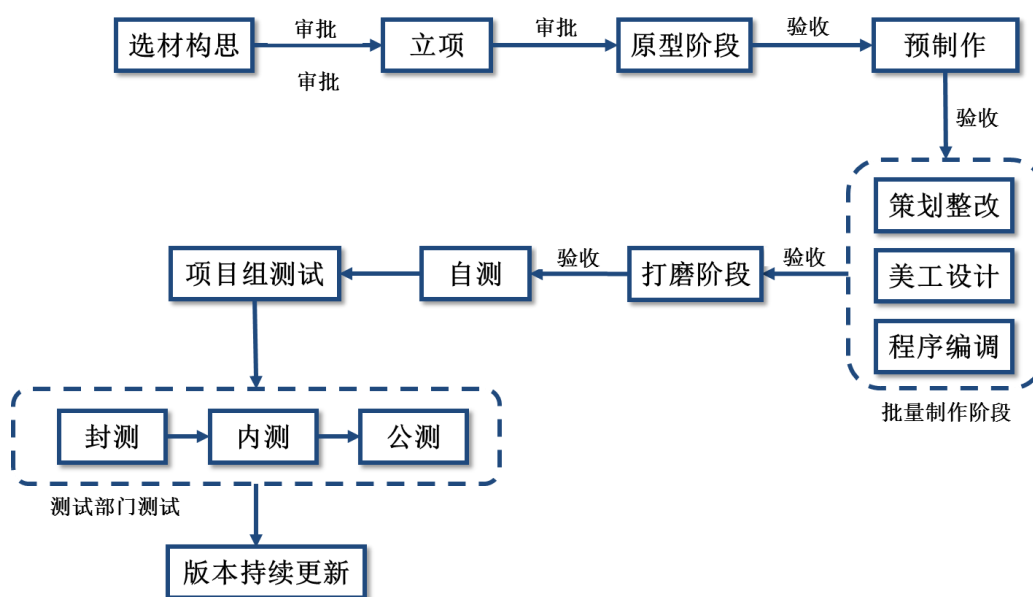 选材构思
审批
立项
审批
原型阶段
验收
预制作
审批
验收
策划整改
美工设计
程序编调
批量制作阶段
验收
打磨阶段
验收
自测
项目组测试
封测
内测
公测
测试部门测试
版本持续更新